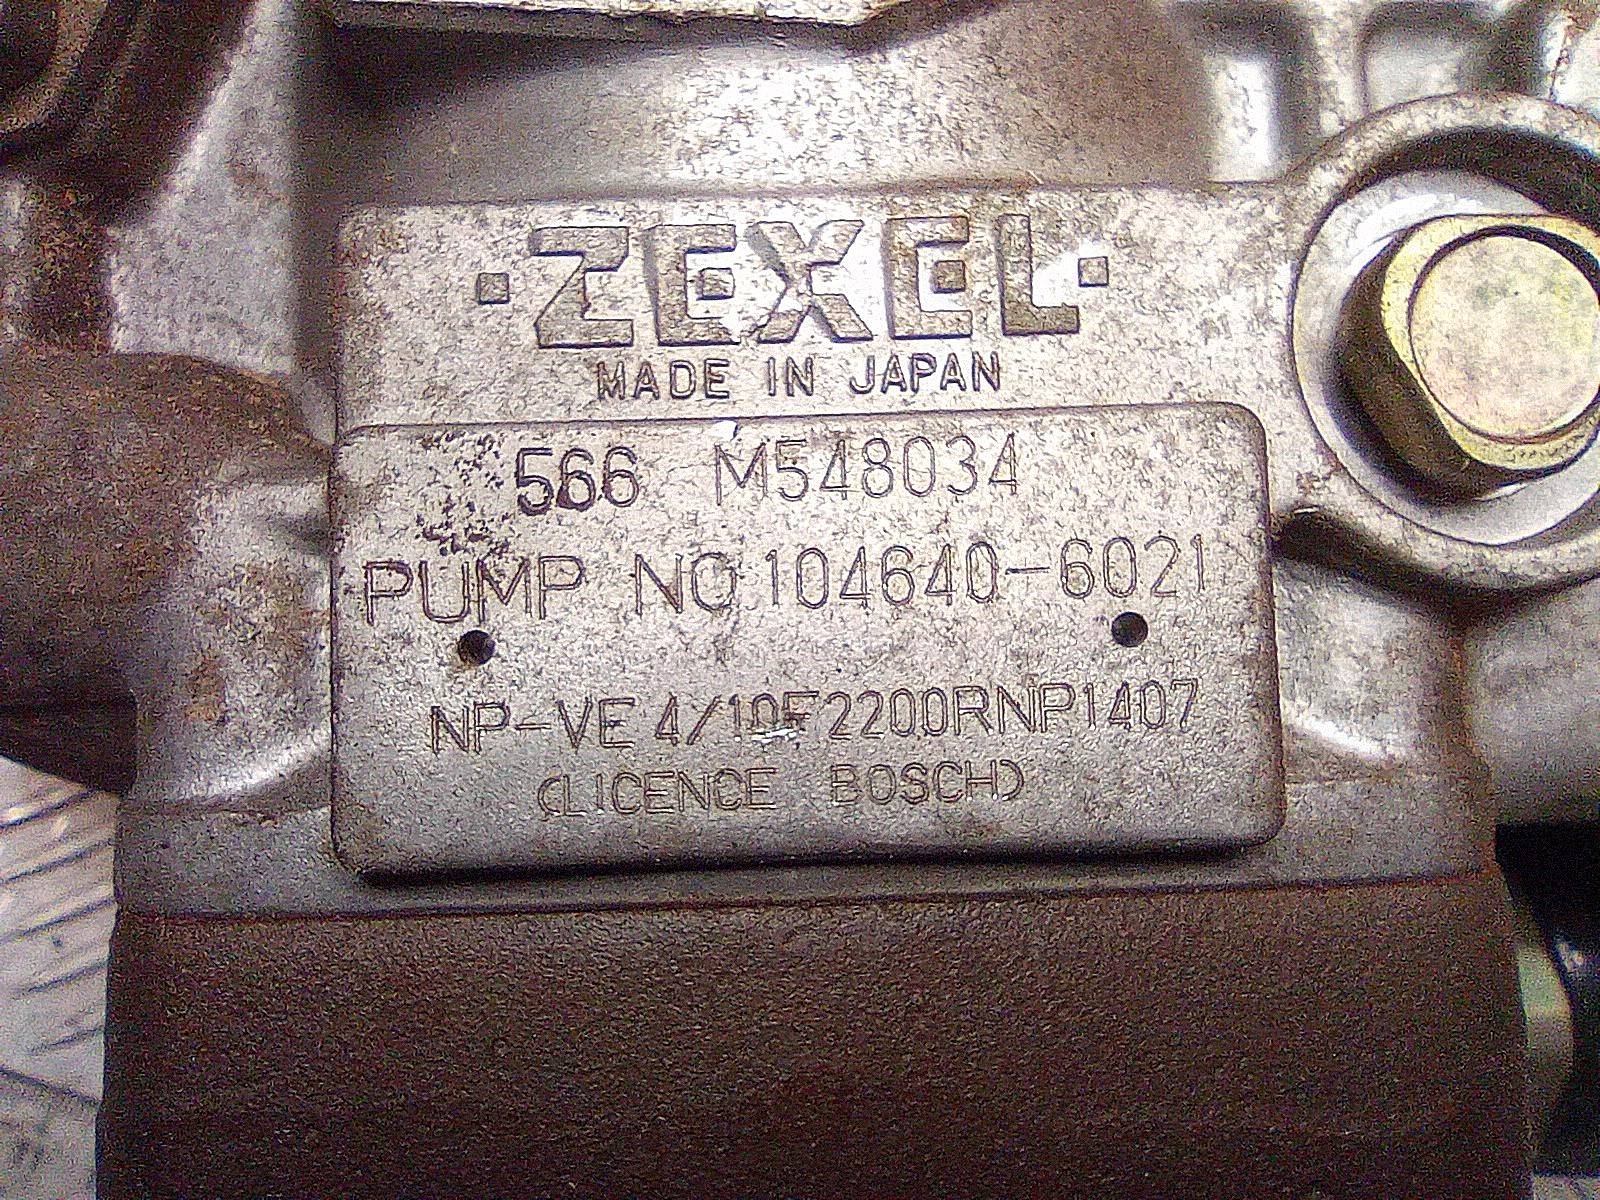 ·ZEXEL·
MADE IN JAPAN
566 M548034
PUMP NO 104640-6021
NP-VE4/10F2200RNP1407
(LICENCE BOSCH)